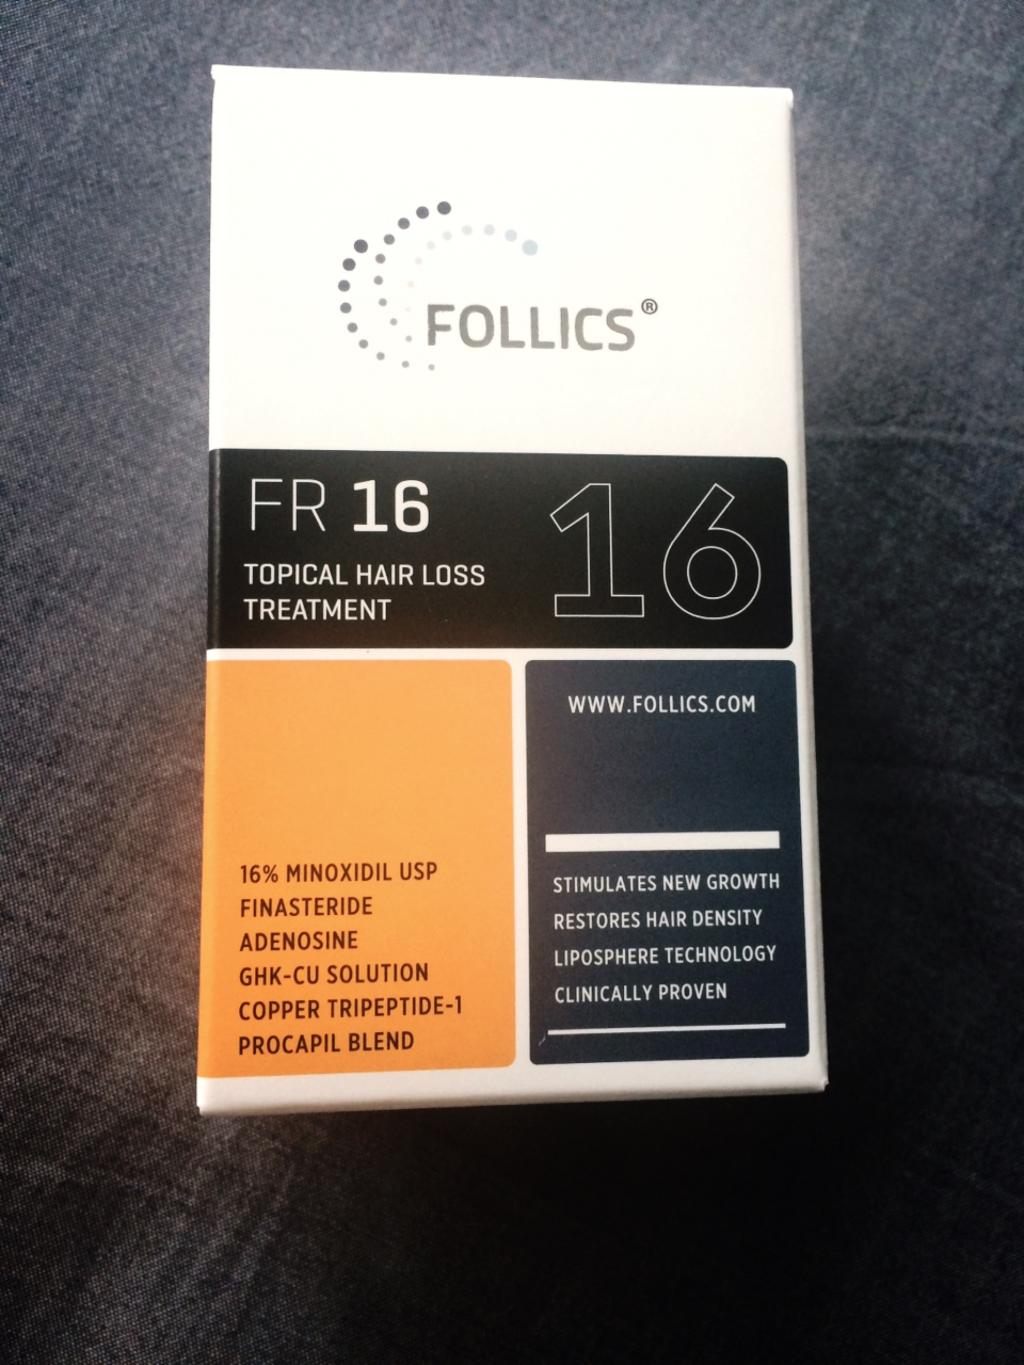 FOLLICS®
FR 16
TOPICAL HAIR LOSS
TREATMENT
16
16% MINOXIDIL USP
FINASTERIDE
ADENOSINE
GHK-CU SOLUTION
COPPER TRIPEPTIDE-1
PROCAPIL BLEND
WWW.FOLLICS.COM
STIMULATES NEW GROWTH
RESTORES HAIR DENSITY
LIPOSPHERE TECHNOLOGY
CLINICALLY PROVEN